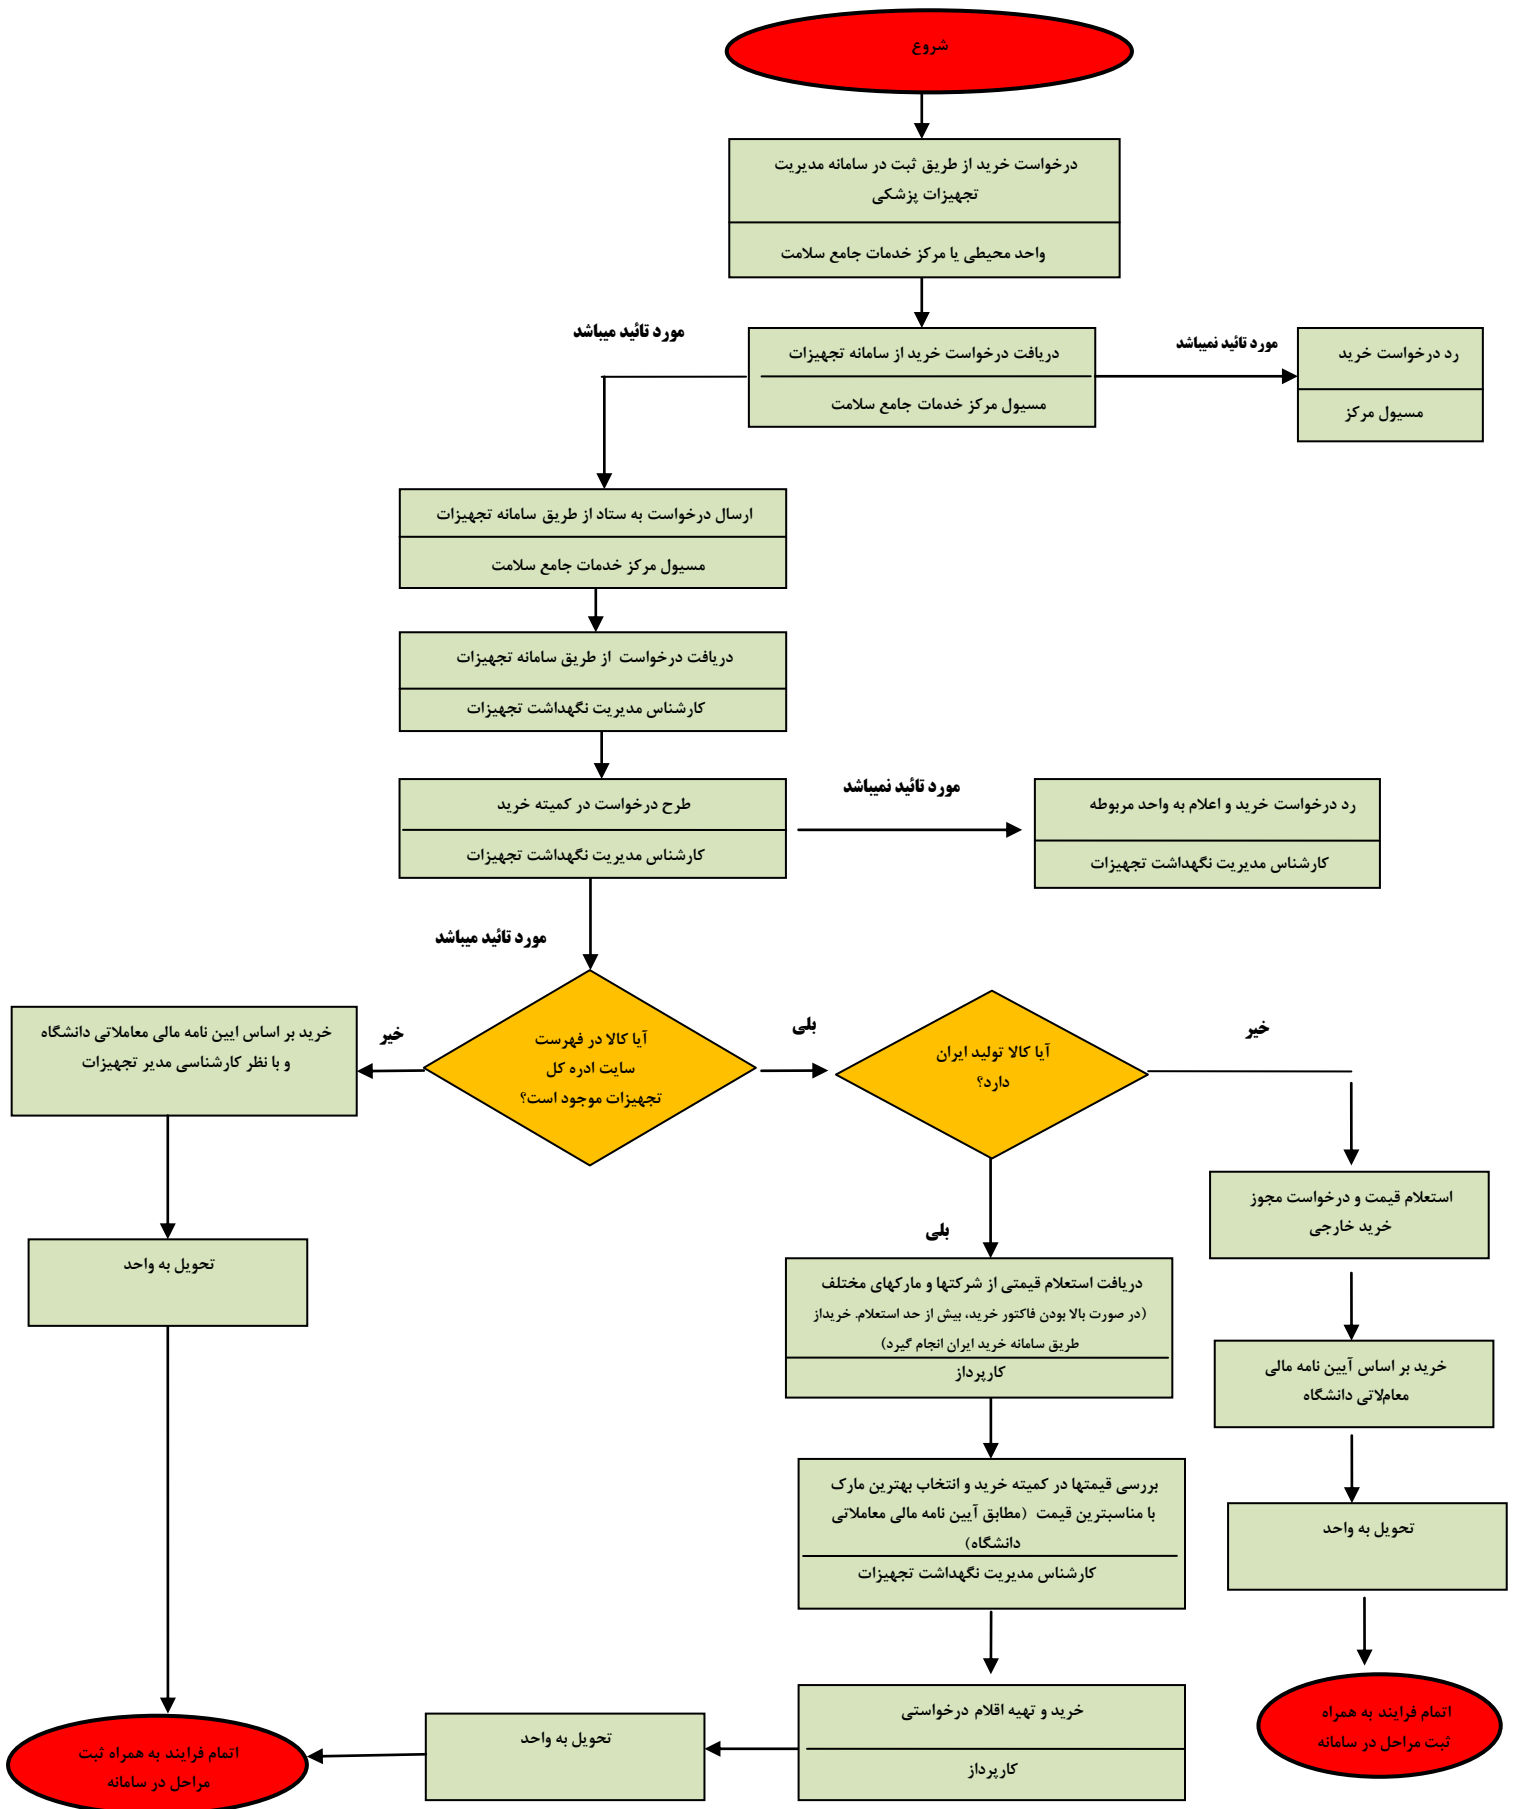 شروع
درخواست خرید از طریق ثبت در سامانه مدیریت
تجهیزات پزشکی
واحد محیطی یا مرکز خدمات جامع سلامت
مورد تائید میباشد
دریافت درخواست خرید از سامانه تجهیزات
مسیول مرکز خدمات جامع سلامت
مورد تائید نمیباشد
رد درخواست خرید
مسیول مرکز
ارسال درخواست به ستاد از طریق سامانه تجهیزات
مسیول مرکز خدمات جامع سلامت
دریافت درخواست از طریق سامانه تجهیزات
کارشناس مدیریت نگهداشت تجهیزات
طرح درخواست در کمیته خرید
کارشناس مدیریت نگهداشت تجهیزات
مورد تائید نمیباشد
رد درخواست خرید و اعلام به واحد مربوطه
کارشناس مدیریت نگهداشت تجهیزات
مورد تائید میباشد
آیا کالا در فهرست
سایت ادره کل
تجهیزات موجود است؟
خیر
خرید بر اساس ایین نامه مالی معاملاتی دانشگاه
و با نظر کارشناسی مدیر تجهیزات
تحویل به واحد
بلی
آیا کالا تولید ایران
دارد؟
خیر
استعلام قیمت و درخواست مجوز
خرید خارجی
خرید بر اساس آیین نامه مالی
معاملاتی دانشگاه
تحویل به واحد
اتمام فرایند به همراه
ثبت مراحل در سامانه
بلی
دریافت استعلام قیمتی از شرکتها و مارکهای مختلف
(در صورت بالا بودن فاکتور خرید، بیش از حد استعلام. خریداز
طریق سامانه خرید ایران انجام گیرد)
کارپرداز
بررسی قیمتها در کمیته خرید و انتخاب بهترین مارک
با مناسبترین قیمت (مطابق آیین نامه مالی معاملاتی
دانشگاه)
کارشناس مدیریت نگهداشت تجهیزات
خرید و تهیه اقلام درخواستی
کارپرداز
تحویل به واحد
اتمام فرایند به همراه ثبت
مراحل در سامانه